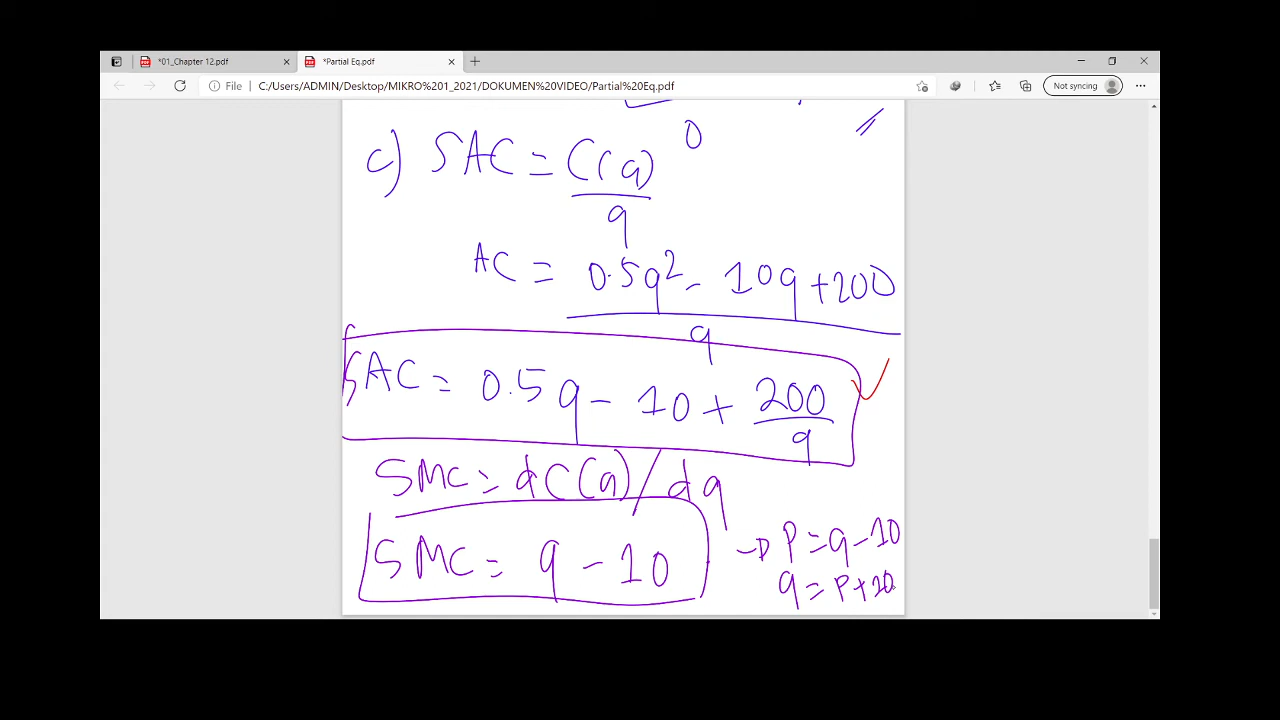 *01_Chapter 12.pdf
*Partial Eq.pdf
File
C:/Users/ADMIN/Desktop/MIKRO%201_2021/DOKUMEN%20VIDEO/Partial%20Eq.pdf
Not syncing
0
c) SAC = C(q)
q
AC = 0.5q² - 10q + 200
q
SAC = 0.5q - 10 + 200
q
SMC = dC(q)/dq
SMC = q - 10
→ P = q - 10
q = P + 10